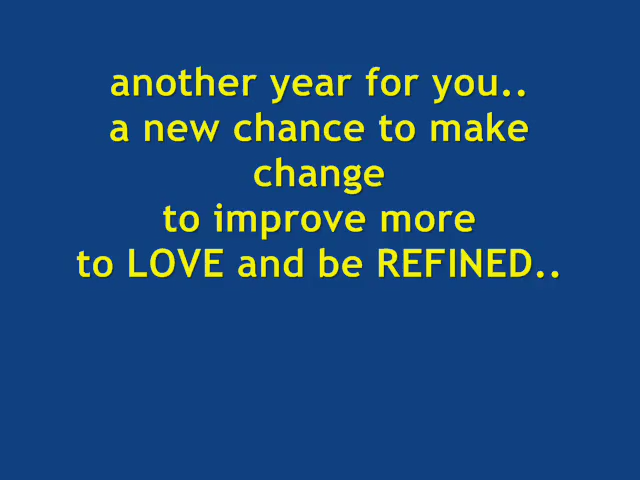 another year for you..
a new chance to make
change
to improve more
to LOVE and be REFINED..